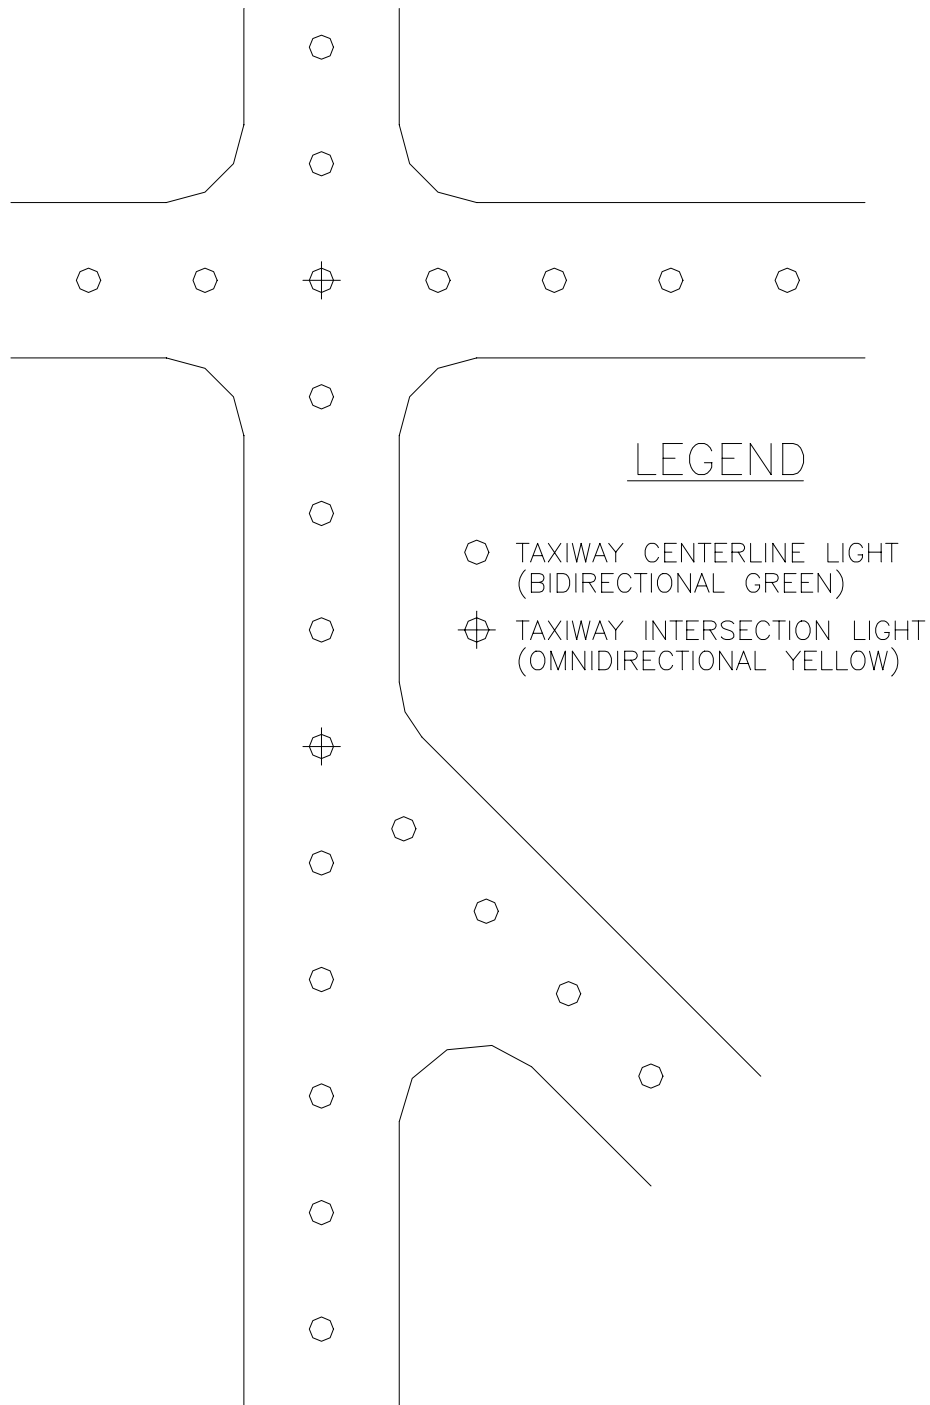 LEGEND
TAXIWAY CENTERLINE LIGHT
(BIDIRECTIONAL GREEN)
TAXIWAY INTERSECTION LIGHT
(OMNIDIRECTIONAL YELLOW)